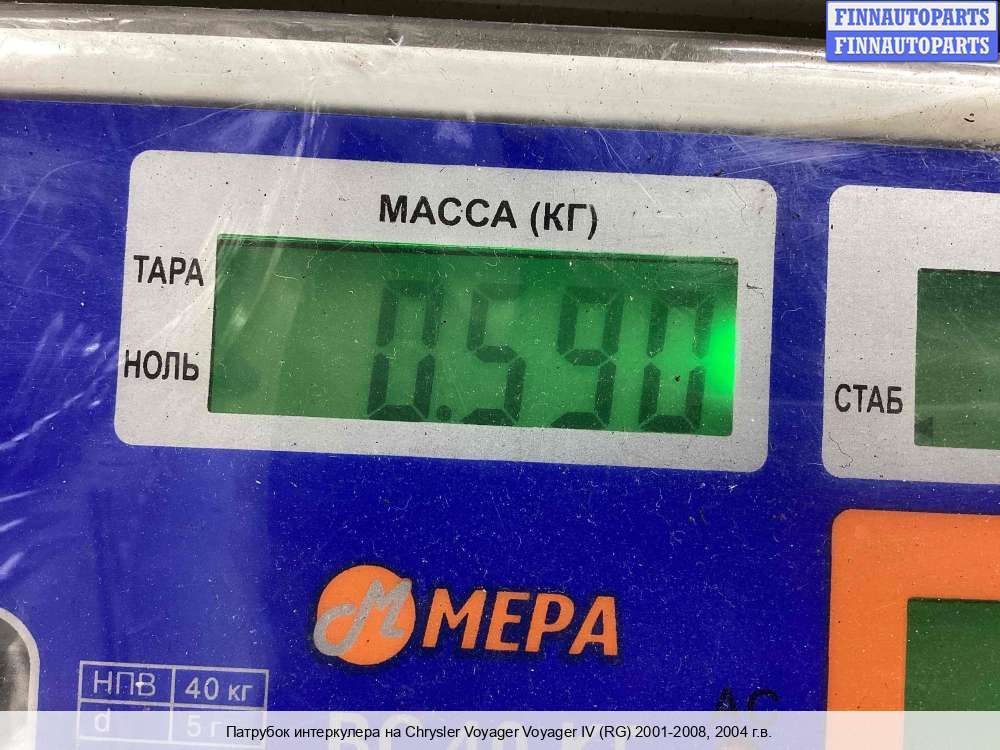 FINNAUTOPARTS
FINNAUTOPARTS
МАССА (КГ)
ТАРА
НОЛЬ
0.590
СТАБ
МЕРА
НПВ 40 кг
d 5 г
Патрубок интеркулера на Chrysler Voyager Voyager IV (RG) 2001-2008, 2004 г.в.